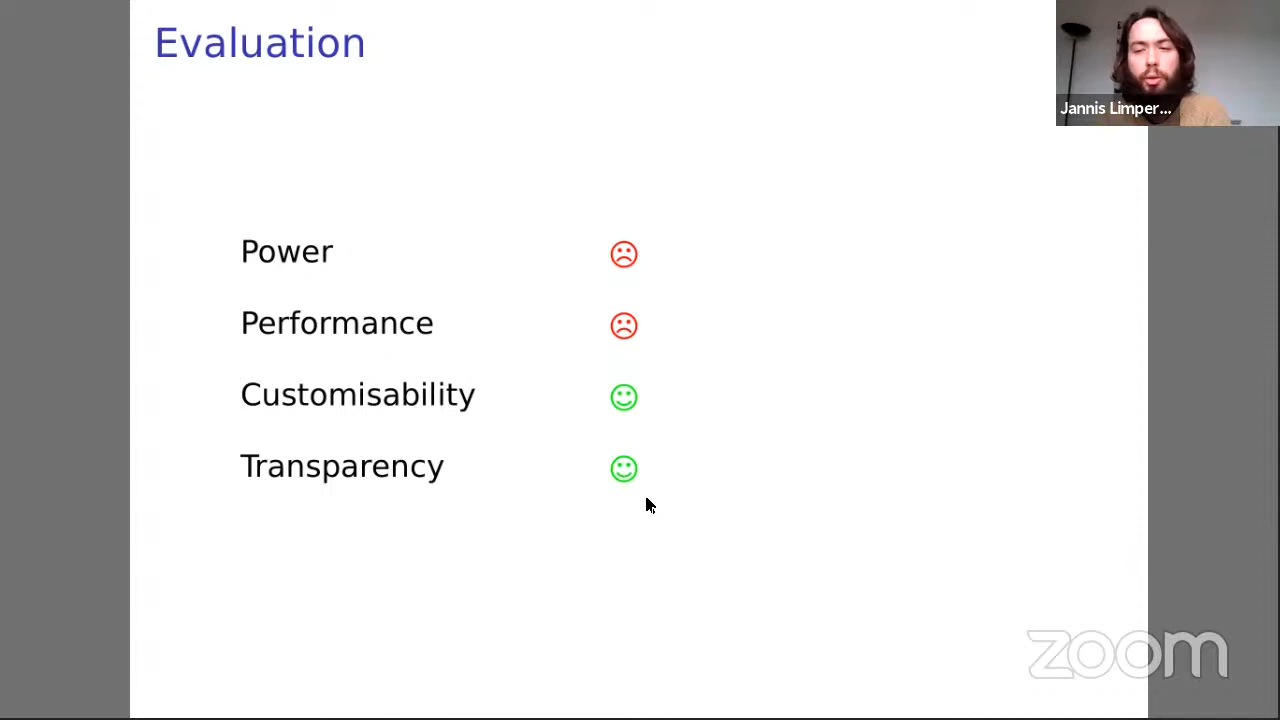 Evaluation
Jannis Limper...
Power ☹
Performance ☹
Customisability ☺
Transparency ☺
zoom